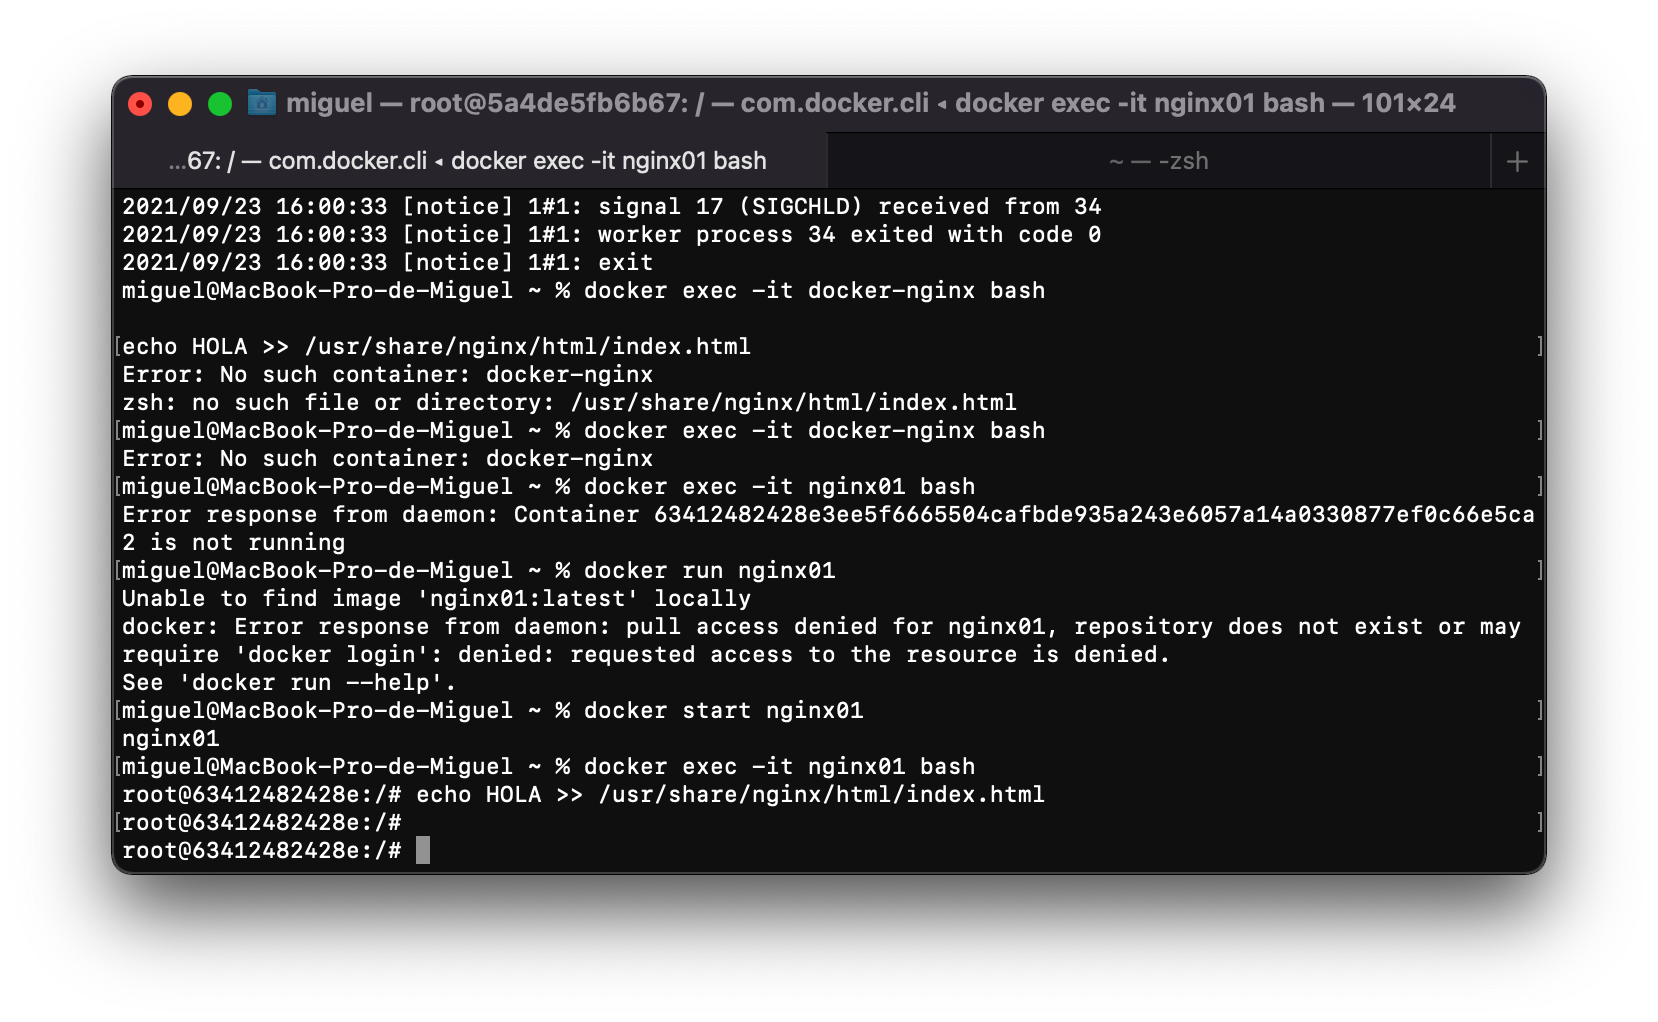 miguel — root@5a4de5fb6b67: / — com.docker.cli ◂ docker exec -it nginx01 bash — 101×24
...67: / — com.docker.cli ◂ docker exec -it nginx01 bash
~ — -zsh
2021/09/23 16:00:33 [notice] 1#1: signal 17 (SIGCHLD) received from 34
2021/09/23 16:00:33 [notice] 1#1: worker process 34 exited with code 0
2021/09/23 16:00:33 [notice] 1#1: exit
miguel@MacBook-Pro-de-Miguel ~ % docker exec -it docker-nginx bash
[echo HOLA >> /usr/share/nginx/html/index.html ]
Error: No such container: docker-nginx
zsh: no such file or directory: /usr/share/nginx/html/index.html
[miguel@MacBook-Pro-de-Miguel ~ % docker exec -it docker-nginx bash ]
Error: No such container: docker-nginx
[miguel@MacBook-Pro-de-Miguel ~ % docker exec -it nginx01 bash ]
Error response from daemon: Container 63412482428e3ee5f6665504cafbde935a243e6057a14a0330877ef0c66e5ca
2 is not running
[miguel@MacBook-Pro-de-Miguel ~ % docker run nginx01 ]
Unable to find image 'nginx01:latest' locally
docker: Error response from daemon: pull access denied for nginx01, repository does not exist or may
require 'docker login': denied: requested access to the resource is denied.
See 'docker run --help'.
[miguel@MacBook-Pro-de-Miguel ~ % docker start nginx01 ]
nginx01
[miguel@MacBook-Pro-de-Miguel ~ % docker exec -it nginx01 bash ]
root@63412482428e:/# echo HOLA >> /usr/share/nginx/html/index.html
[root@63412482428e:/# ]
root@63412482428e:/#